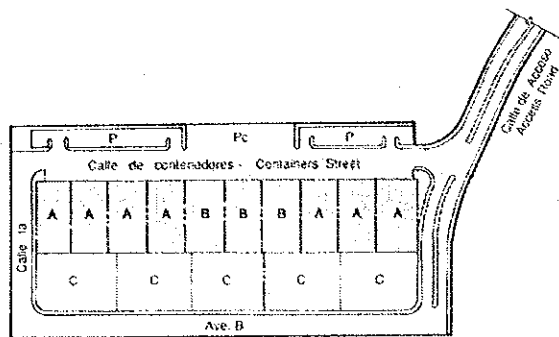 Calle de Acceso
Access Road
P Pc P
Calle de contenedores - Containers Street
A A A A B B B A A A
Calle 1a
C C C C C
Ave. B